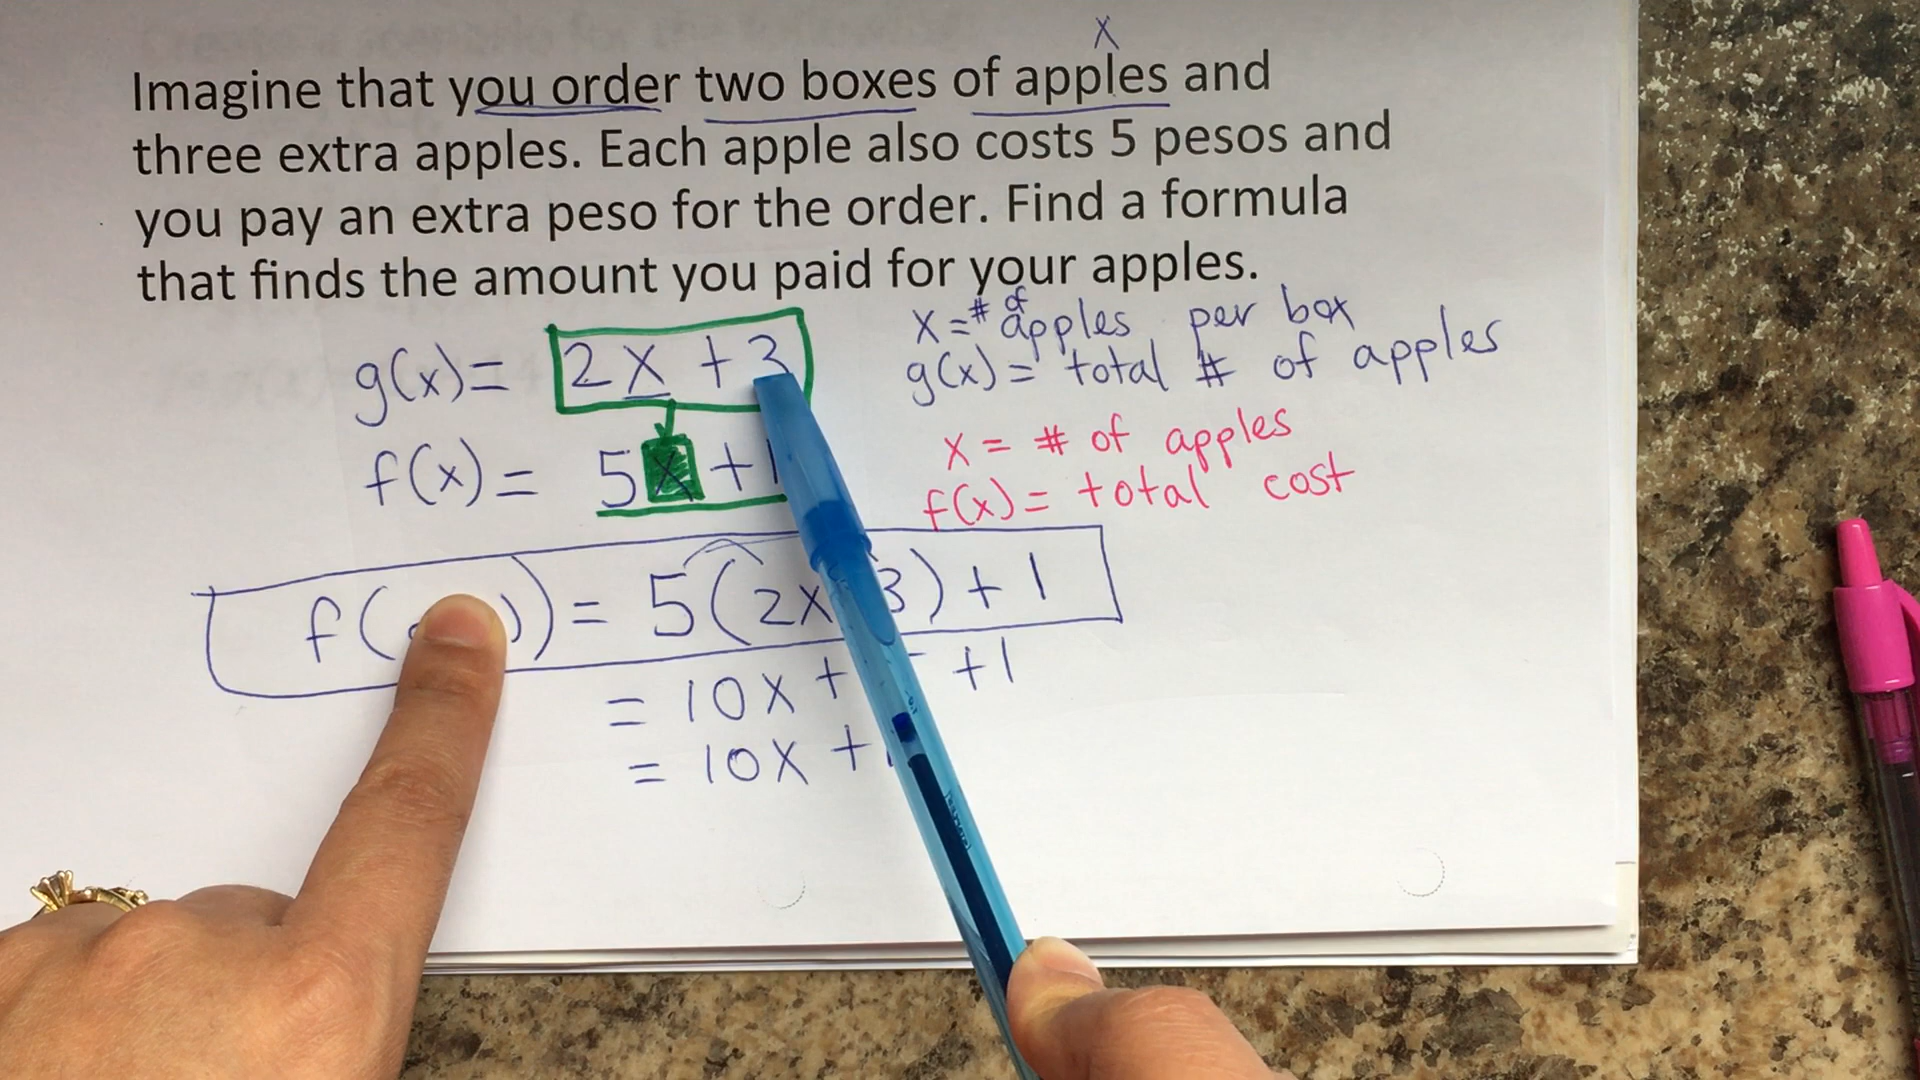 X
Imagine that you order two boxes of apples and
three extra apples. Each apple also costs 5 pesos and
you pay an extra peso for the order. Find a formula
that finds the amount you paid for your apples.
g(x) = 2x + 3
x = # of apples per box
g(x) = total # of apples
f(x) = 5x + 1
x = # of apples
f(x) = total cost
f( )) = 5(2x 3) + 1
= 10x + +1
= 10x +